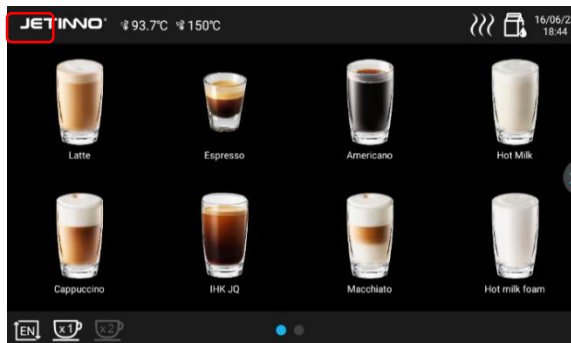 JETINNO 93.7℃ 150℃
16/06/2
18:44
Latte Espresso Americano Hot Milk
Cappuccino IHK JQ Macchiato Hot milk foam
EN x1 x2